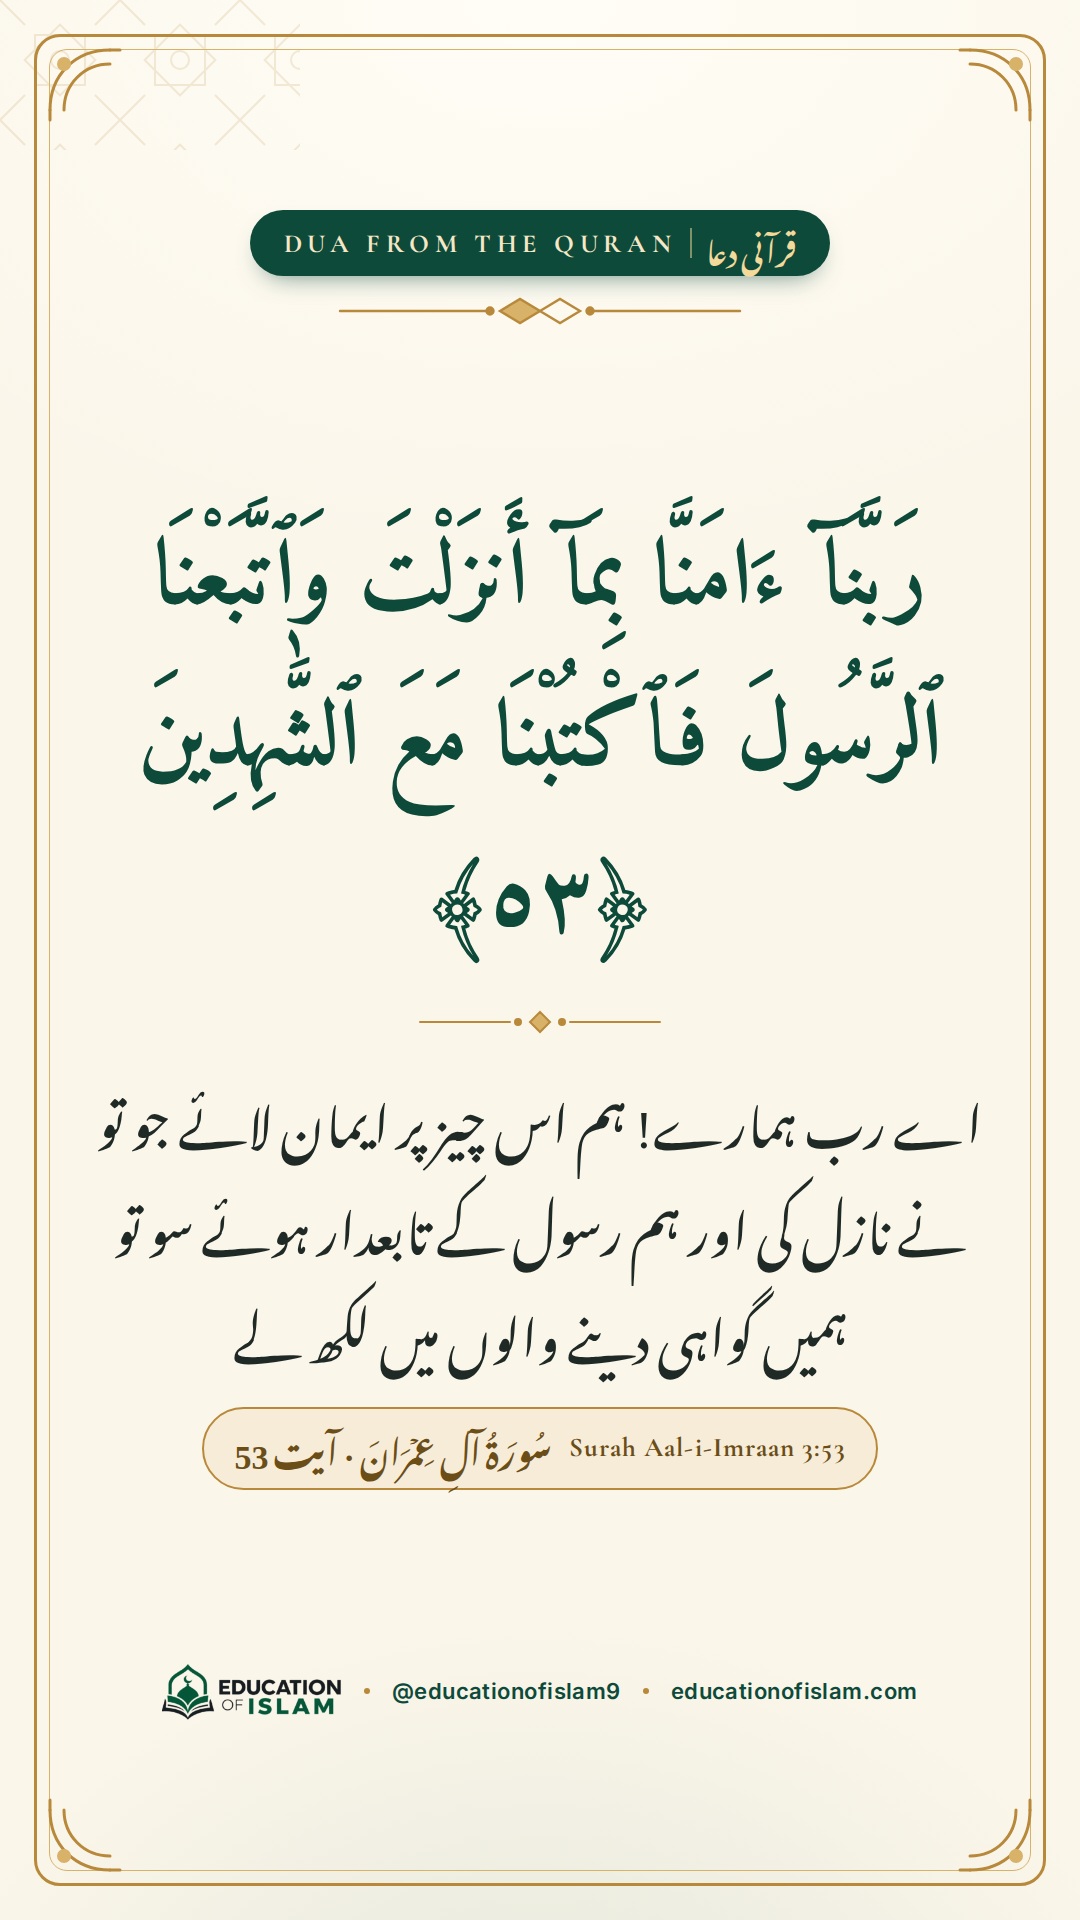 DUA FROM THE QURAN | قرآنی دعا
رَبَّنَآ ءَامَنَّا بِمَآ أَنزَلْتَ وَٱتَّبَعْنَا
ٱلرَّسُولَ فَٱكْتُبْنَا مَعَ ٱلشَّٰهِدِينَ
﴿٥٣﴾
اے رب ہمارے! ہم اس چیز پر ایمان لائے جو تو
نے نازل کی اور ہم رسول کے تابعدار ہوئے سو تو
ہمیں گواہی دینے والوں میں لکھ لے
سُورَةُ آلِ عِمۡرَانَ · آیت 53 Surah Aal-i-Imraan 3:53
EDUCATION OF ISLAM • @educationofislam9 • educationofislam.com